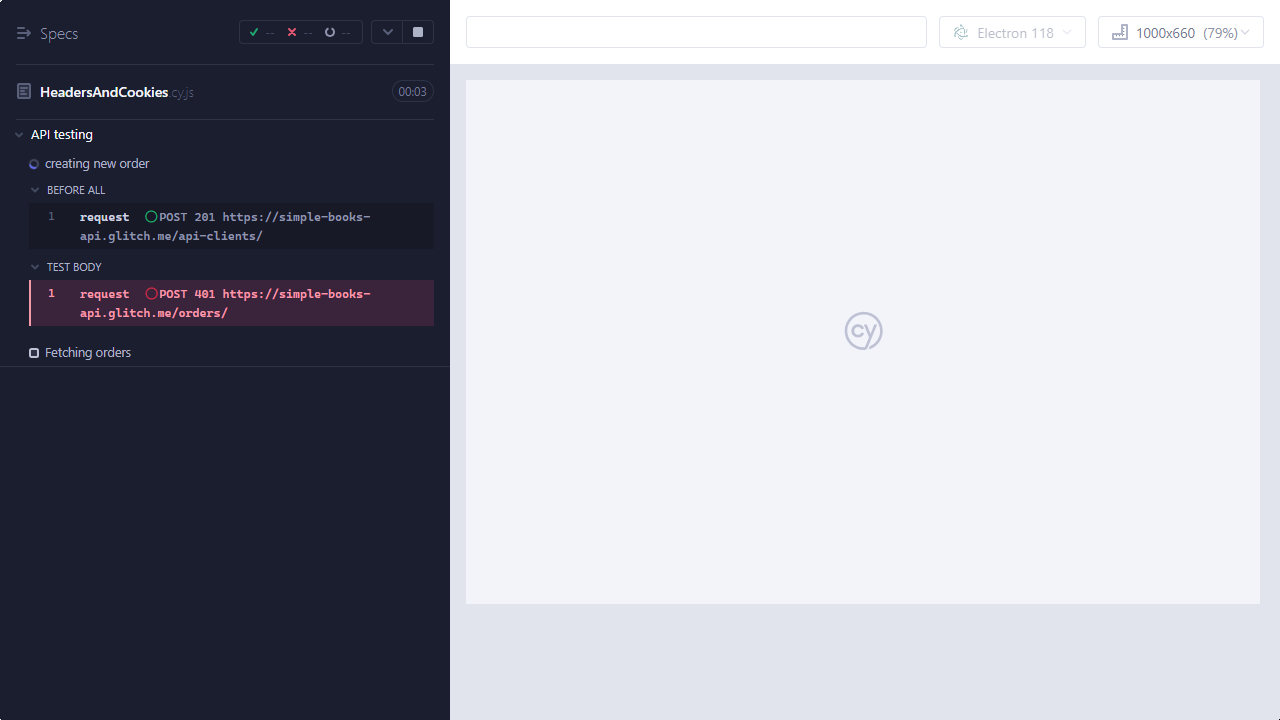 Specs
--
--
--
HeadersAndCookies.cy.js
00:03
API testing
creating new order
BEFORE ALL
1 request POST 201 https://simple-books-
api.glitch.me/api-clients/
TEST BODY
1 request POST 401 https://simple-books-
api.glitch.me/orders/
Fetching orders
Electron 118
1000x660 (79%)
cy